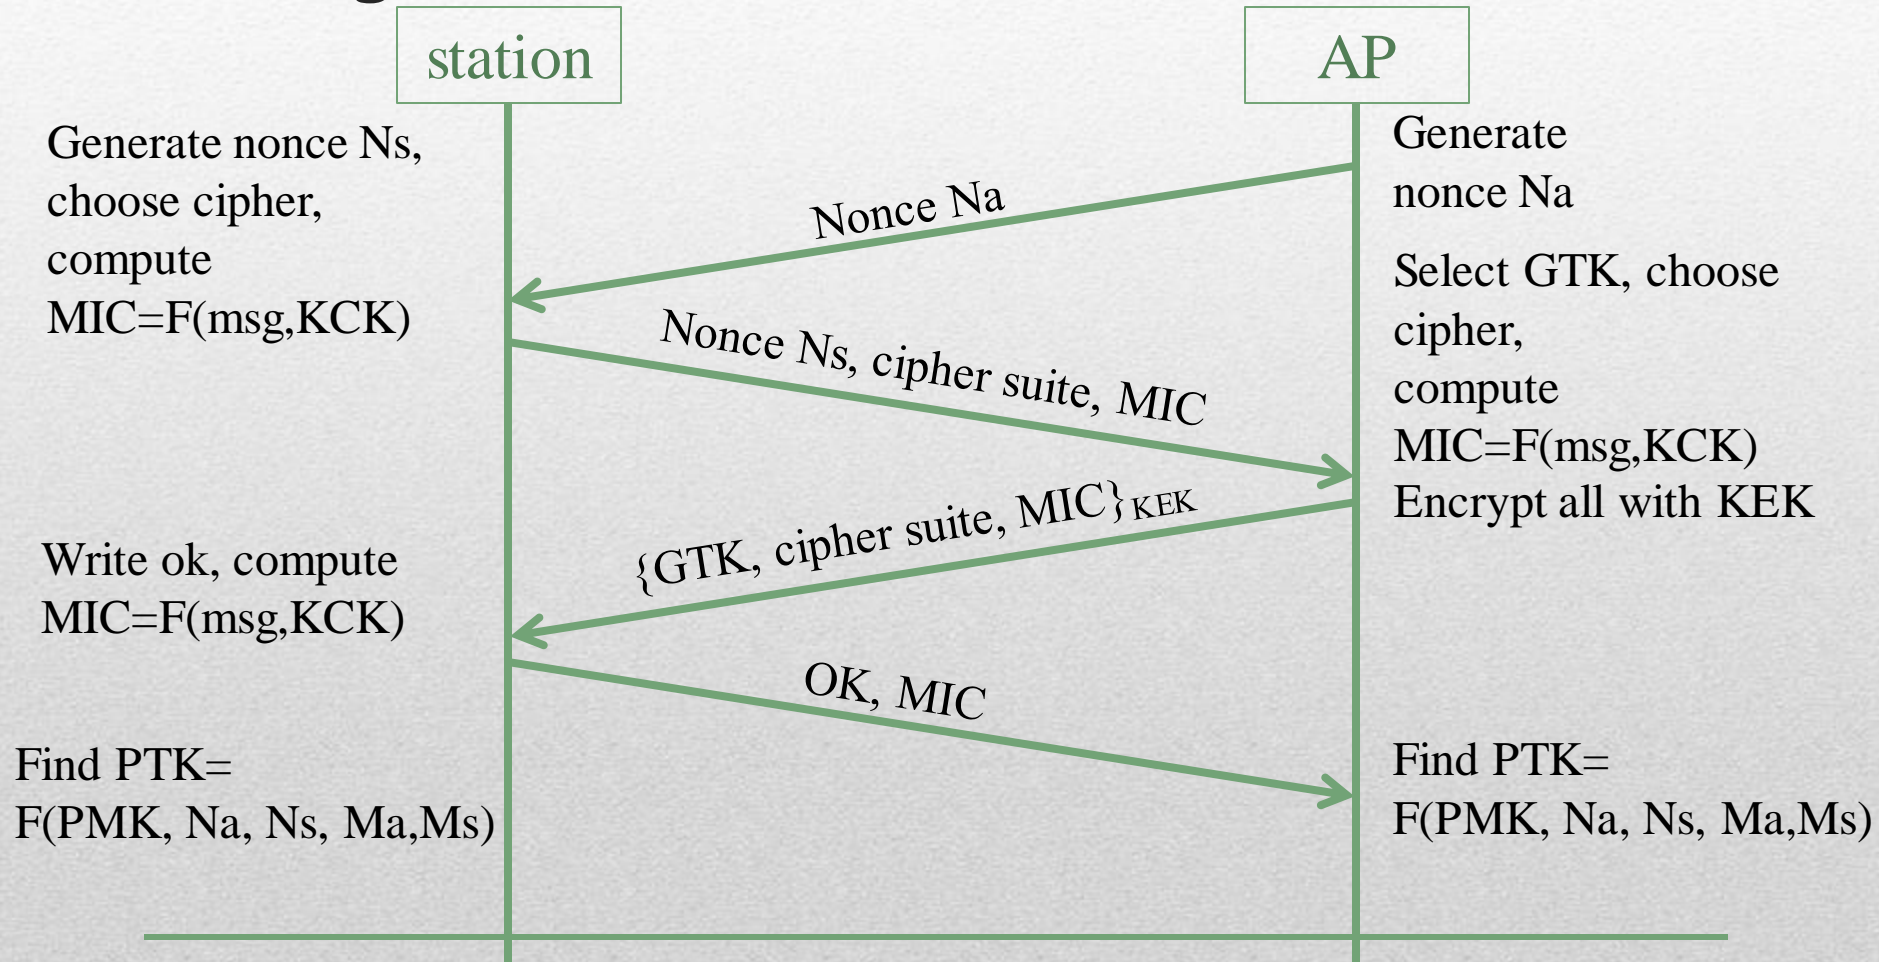 station
AP
Generate nonce Ns,
choose cipher,
compute
MIC=F(msg,KCK)
Generate
nonce Na
Nonce Na
Select GTK, choose
cipher,
compute
MIC=F(msg,KCK)
Encrypt all with KEK
Nonce Ns, cipher suite, MIC
{GTK, cipher suite, MIC}KEK
Write ok, compute
MIC=F(msg,KCK)
OK, MIC
Find PTK=
F(PMK, Na, Ns, Ma,Ms)
Find PTK=
F(PMK, Na, Ns, Ma,Ms)